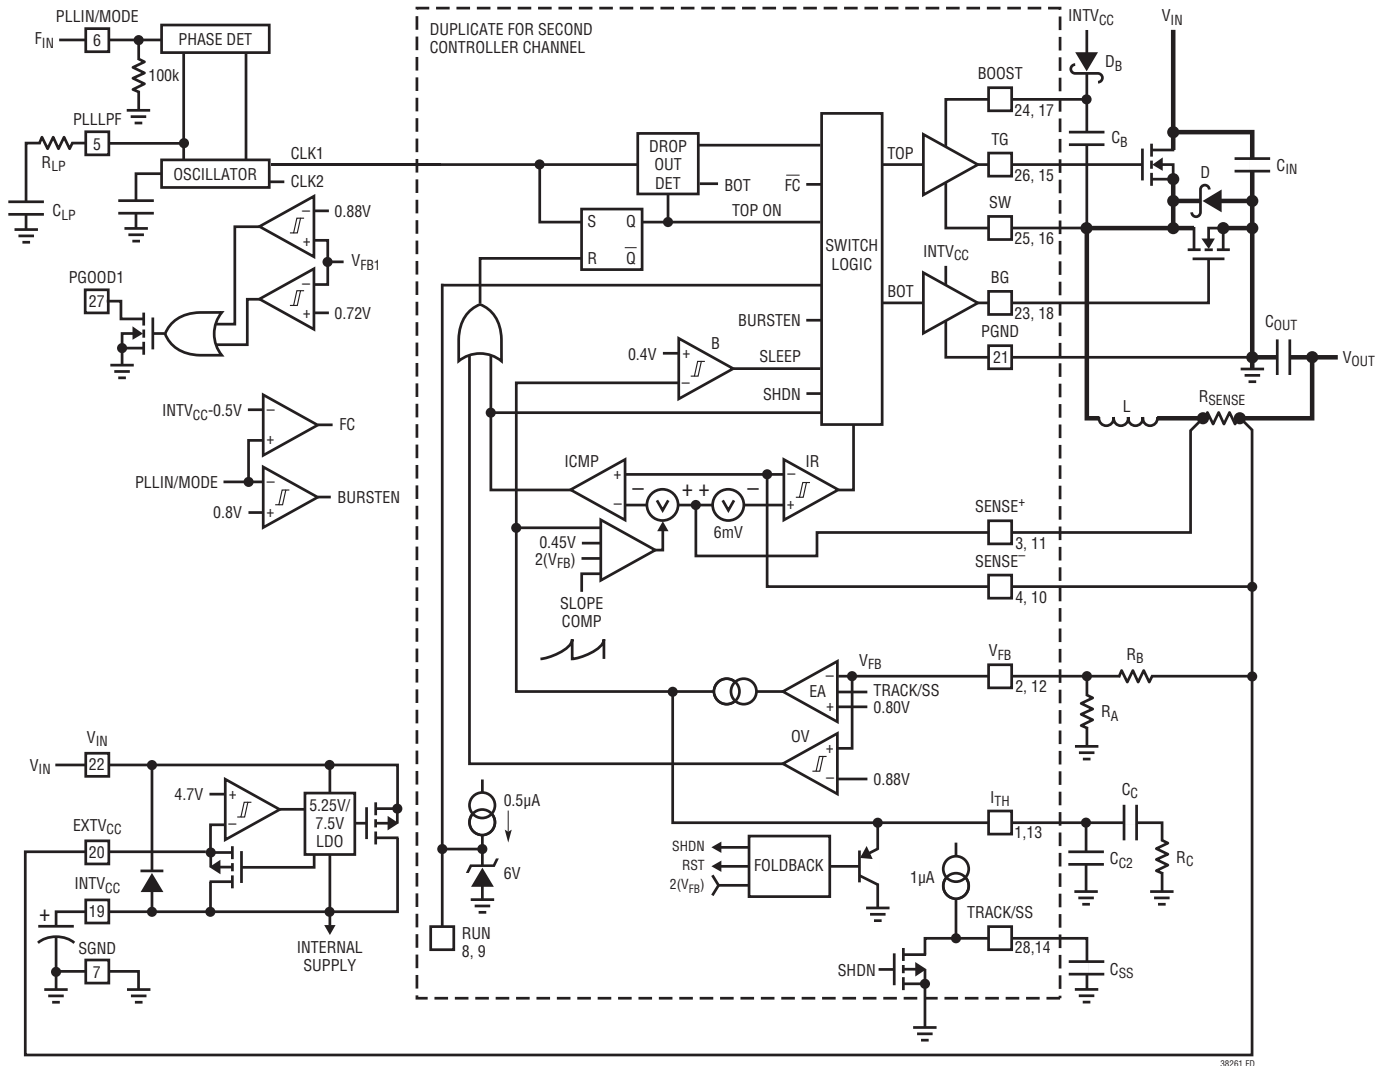 PLLIN/MODE
F_IN
6
PHASE DET
100k
PLLLPF
5
R_LP
C_LP
OSCILLATOR
CLK1
CLK2
–
0.88V
+
V_FB1
–
+
0.72V
PGOOD1
27
INTV_CC-0.5V
–
+
FC
PLLIN/MODE
–
+
0.8V
BURSTEN
V_IN
V_IN
22
4.7V
+
–
5.25V/
7.5V
LDO
EXTV_CC
20
INTV_CC
19
+
SGND
7
INTERNAL
SUPPLY
DUPLICATE FOR SECOND
CONTROLLER CHANNEL
DROP
OUT
DET
BOT
F̅C̅
S Q
R Q̅
TOP ON
SWITCH
LOGIC
BURSTEN
0.4V
+
–
B
SLEEP
SHDN
TOP
BOT
INTV_CC
ICMP
+
–
– + + –
6mV
IR
–
+
0.45V
2(V_FB)
SLOPE
COMP
V_FB
–
EA
+
TRACK/SS
0.80V
OV
+
–
0.88V
0.5µA
6V
RUN
8, 9
SHDN
RST
2(V_FB)
FOLDBACK
1µA
TRACK/SS
28,14
SHDN
BOOST
24, 17
TG
26, 15
SW
25, 16
BG
23, 18
PGND
21
SENSE+
3, 11
SENSE–
4, 10
V_FB
2, 12
I_TH
1,13
INTV_CC
V_IN
D_B
C_B
C_IN
D
C_OUT
V_OUT
L
R_SENSE
R_B
R_A
C_C
C_C2
R_C
C_SS
38261 FD